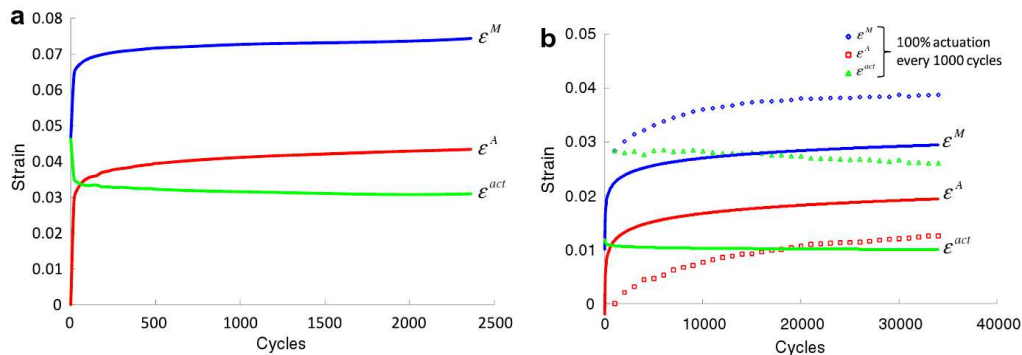 a
0.08
0.07
0.06
0.05
0.04
0.03
0.02
0.01
0
Strain
0
500
1000
1500
2000
2500
Cycles
ε^M
ε^A
ε^act
b
0.05
0.04
0.03
0.02
0.01
0
Strain
0
10000
20000
30000
40000
Cycles
ε^M
ε^A
ε^act
100% actuation
every 1000 cycles
ε^M
ε^A
ε^act